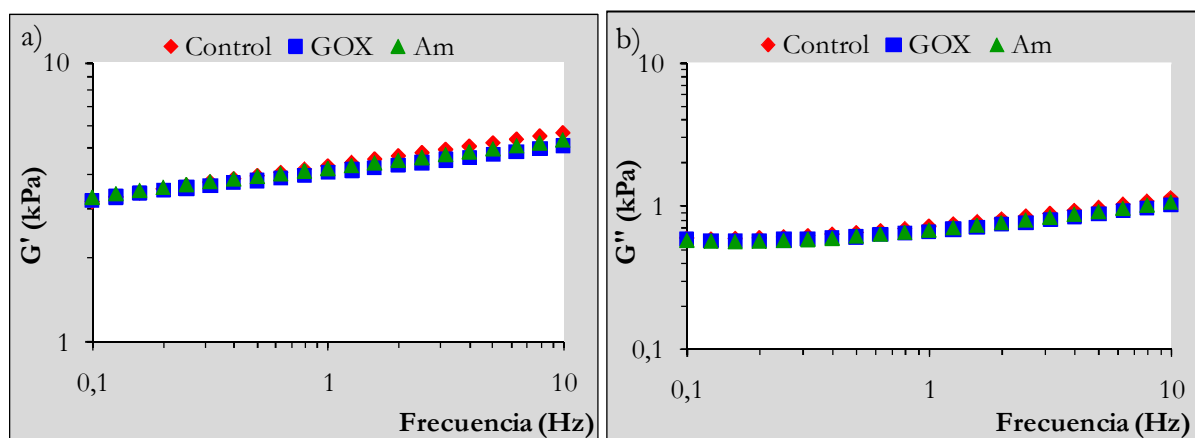 a)
Control GOX Am
10
1
G' (kPa)
0,1 1 10
Frecuencia (Hz)
b)
Control GOX Am
10
1
0,1
G'' (kPa)
0,1 1 10
Frecuencia (Hz)